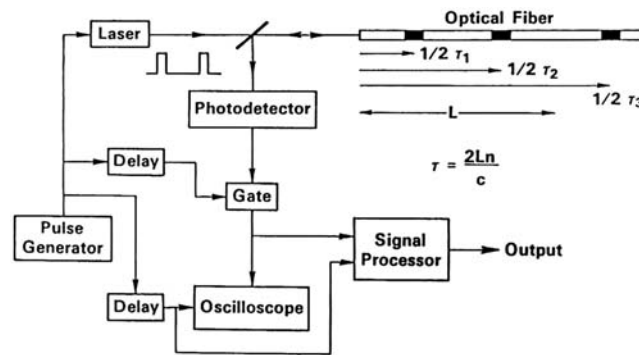 Optical Fiber
Laser
1/2 τ₁
1/2 τ₂
1/2 τ₃
Photodetector
L
Delay
τ = 2Ln
c
Gate
Pulse
Generator
Signal
Processor
Output
Delay
Oscilloscope